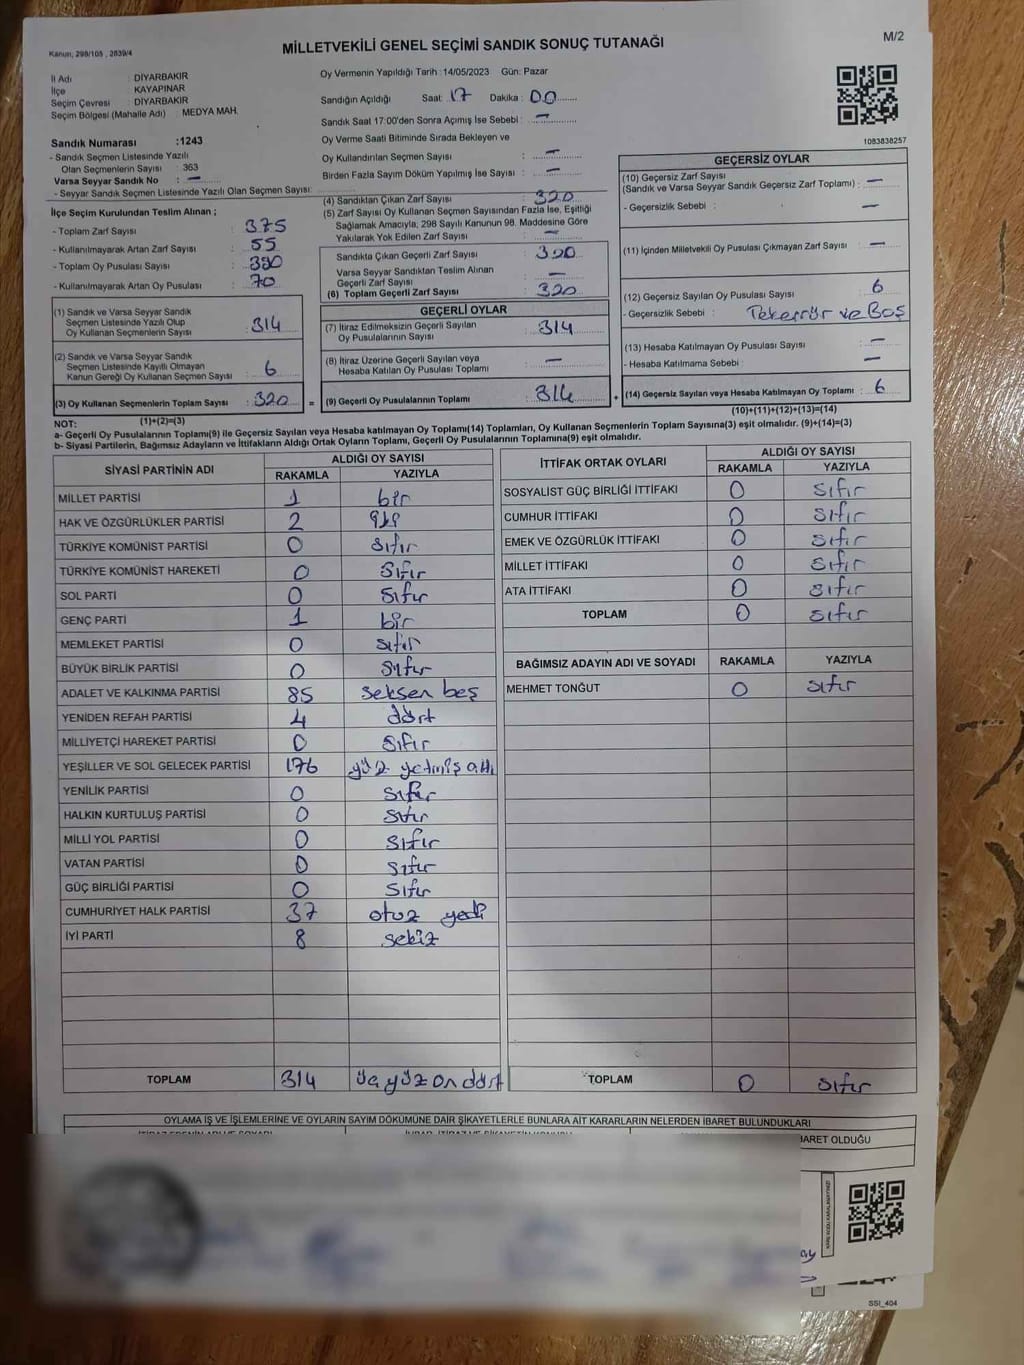 Kanun, 298/105 , 2839/4
MİLLETVEKİLİ GENEL SEÇİMİ SANDIK SONUÇ TUTANAĞI
M/2
İl Adı : DİYARBAKIR
İlçe : KAYAPINAR
Seçim Çevresi : DİYARBAKIR
Seçim Bölgesi (Mahalle Adı) : MEDYA MAH.
Sandık Numarası :1243
- Sandık Seçmen Listesinde Yazılı
Olan Seçmenlerin Sayısı : 363
Varsa Seyyar Sandık No : —
- Seyyar Sandık Seçmen Listesinde Yazılı Olan Seçmen Sayısı:
Oy Vermenin Yapıldığı Tarih :14/05/2023 Gün: Pazar
Sandığın Açıldığı Saat: 17 Dakika : 00
Sandık Saat 17:00'den Sonra Açımış İse Sebebi : —
Oy Verme Saati Bitiminde Sırada Bekleyen ve
Oy Kullandırılan Seçmen Sayısı : —
Birden Fazla Sayım Döküm Yapılmış İse Sayısı : —
1083838257
İlçe Seçim Kurulundan Teslim Alınan ;
- Toplam Zarf Sayısı : 375
- Kullanılmayarak Artan Zarf Sayısı : 55
- Toplam Oy Pusulası Sayısı : 390
- Kullanılmayarak Artan Oy Pusulası : 70
(1) Sandık ve Varsa Seyyar Sandık
Seçmen Listesinde Yazılı Olup
Oy Kullanan Seçmenlerin Sayısı : 314
(2) Sandık ve Varsa Seyyar Sandık
Seçmen Listesinde Kayıtlı Olmayan
Kanun Gereği Oy Kullanan Seçmen Sayısı : 6
(3) Oy Kullanan Seçmenlerin Toplam Sayısı : 320 =
(1)+(2)=(3)
(4) Sandıktan Çıkan Zarf Sayısı : 320
(5) Zarf Sayısı Oy Kullanan Seçmen Sayısından Fazla İse, Eşitliği
Sağlamak Amacıyla; 298 Sayılı Kanunun 98. Maddesine Göre
Yakılarak Yok Edilen Zarf Sayısı : —
Sandıkta Çıkan Geçerli Zarf Sayısı : 320
Varsa Seyyar Sandıktan Teslim Alınan
Geçerli Zarf Sayısı : —
(6) Toplam Geçerli Zarf Sayısı : 320
GEÇERLİ OYLAR
(7) İtiraz Edilmeksizin Geçerli Sayılan
Oy Pusulalarının Sayısı : 314
(8) İtiraz Üzerine Geçerli Sayılan veya
Hesaba Katılan Oy Pusulası Toplamı : —
(9) Geçerli Oy Pusulalarının Toplamı : 314 +
GEÇERSİZ OYLAR
(10) Geçersiz Zarf Sayısı
(Sandık ve Varsa Seyyar Sandık Geçersiz Zarf Toplamı) : —
- Geçersizlik Sebebi : —
(11) İçinden Milletvekili Oy Pusulası Çıkmayan Zarf Sayısı : —
(12) Geçersiz Sayılan Oy Pusulası Sayısı : 6
- Geçersizlik Sebebi : Tekerrür ve Boş
(13) Hesaba Katılmayan Oy Pusulası Sayısı : —
- Hesaba Katılmama Sebebi : —
(14) Geçersiz Sayılan veya Hesaba Katılmayan Oy Toplamı : 6
(10)+(11)+(12)+(13)=(14)
NOT:
a- Geçerli Oy Pusulalarının Toplamı(9) ile Geçersiz Sayılan veya Hesaba katılmayan Oy Toplamı(14) Toplamları, Oy Kullanan Seçmenlerin Toplam Sayısına(3) eşit olmalıdır. (9)+(14)=(3)
b- Siyasi Partilerin, Bağımsız Adayların ve İttifakların Aldığı Ortak Oyların Toplamı, Geçerli Oy Pusulalarının Toplamına(9) eşit olmalıdır.
SİYASİ PARTİNİN ADI ALDIĞI OY SAYISI
RAKAMLA YAZIYLA
MİLLET PARTİSİ 1 bir
HAK VE ÖZGÜRLÜKLER PARTİSİ 2 iki
TÜRKİYE KOMÜNİST PARTİSİ 0 sıfır
TÜRKİYE KOMÜNİST HAREKETİ 0 sıfır
SOL PARTİ 0 sıfır
GENÇ PARTİ 1 bir
MEMLEKET PARTİSİ 0 sıfır
BÜYÜK BİRLİK PARTİSİ 0 sıfır
ADALET VE KALKINMA PARTİSİ 85 seksen beş
YENİDEN REFAH PARTİSİ 4 dört
MİLLİYETÇİ HAREKET PARTİSİ 0 sıfır
YEŞİLLER VE SOL GELECEK PARTİSİ 176 yüz yetmiş altı
YENİLİK PARTİSİ 0 sıfır
HALKIN KURTULUŞ PARTİSİ 0 sıfır
MİLLİ YOL PARTİSİ 0 sıfır
VATAN PARTİSİ 0 sıfır
GÜÇ BİRLİĞİ PARTİSİ 0 sıfır
CUMHURİYET HALK PARTİSİ 37 otuz yedi
İYİ PARTİ 8 sekiz
TOPLAM 314 üç yüz on dört
İTTİFAK ORTAK OYLARI ALDIĞI OY SAYISI
RAKAMLA YAZIYLA
SOSYALİST GÜÇ BİRLİĞİ İTTİFAKI 0 sıfır
CUMHUR İTTİFAKI 0 sıfır
EMEK VE ÖZGÜRLÜK İTTİFAKI 0 sıfır
MİLLET İTTİFAKI 0 sıfır
ATA İTTİFAKI 0 sıfır
TOPLAM 0 sıfır
BAĞIMSIZ ADAYIN ADI VE SOYADI RAKAMLA YAZIYLA
MEHMET TONĞUT 0 sıfır
TOPLAM 0 sıfır
OYLAMA İŞ VE İŞLEMLERİNE VE OYLARIN SAYIM DÖKÜMÜNE DAİR ŞİKAYETLERLE BUNLARA AİT KARARLARIN NELERDEN İBARET BULUNDUKLARI
BARET OLDUĞU
SSİ_404